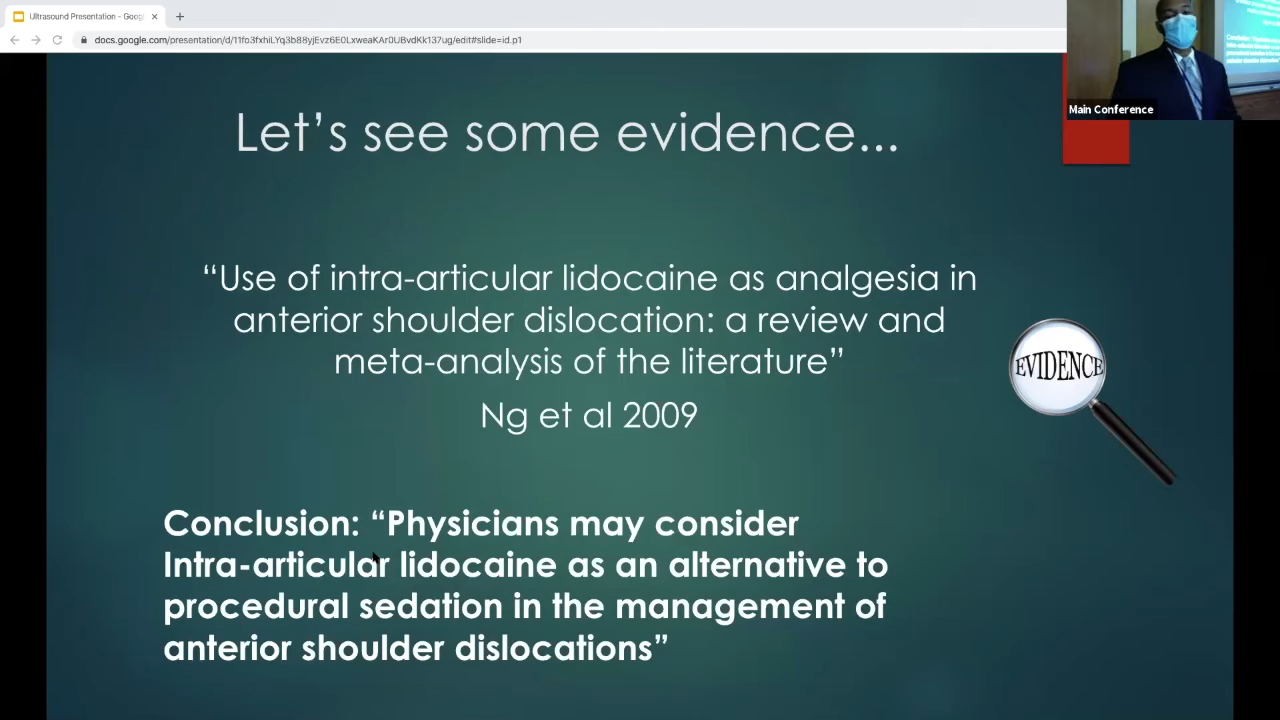 Ultrasound Presentation - Goog
docs.google.com/presentation/d/11fo3fxhiLYq3b88yjEvz6E0LxweaKAr0UBvdKk137ug/edit#slide=id.p1
Main Conference
Let's see some evidence...
“Use of intra-articular lidocaine as analgesia in
anterior shoulder dislocation: a review and
meta-analysis of the literature”
Ng et al 2009
EVIDENCE
Conclusion: “Physicians may consider
Intra-articular lidocaine as an alternative to
procedural sedation in the management of
anterior shoulder dislocations”